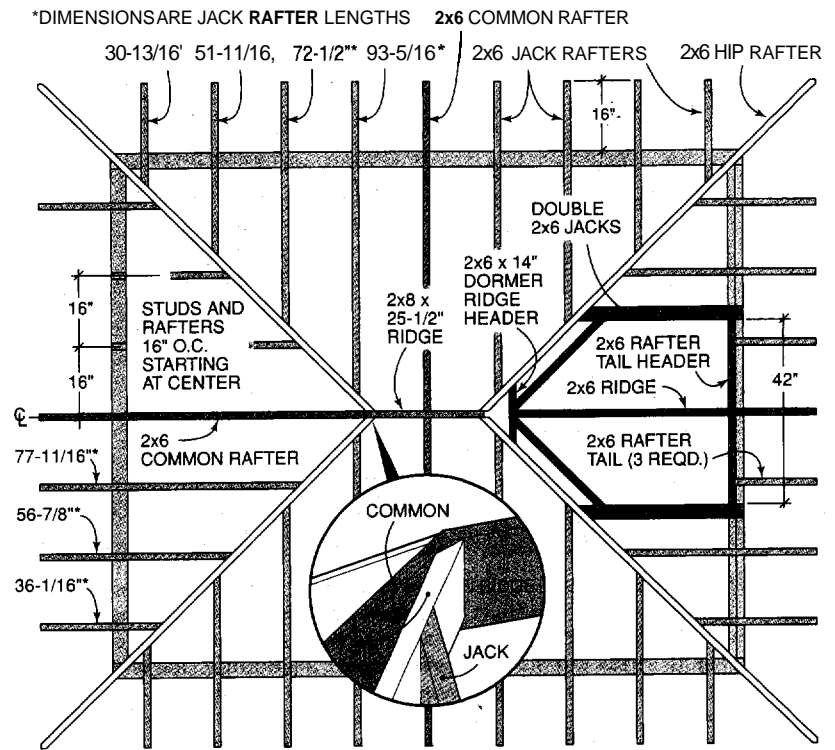 *DIMENSIONS ARE JACK RAFTER LENGTHS
2x6 COMMON RAFTER
30-13/16' 51-11/16, 72-1/2"* 93-5/16*
2x6 JACK RAFTERS
2x6 HIP RAFTER
16"
DOUBLE
2x6 JACKS
2x6 x 14"
DORMER
RIDGE
HEADER
16"
16"
STUDS AND
RAFTERS
16" O.C.
STARTING
AT CENTER
2x8 x
25-1/2"
RIDGE
2x6 RAFTER
TAIL HEADER
42"
2x6 RIDGE
℄
2x6
COMMON RAFTER
2x6 RAFTER
TAIL (3 REQD.)
77-11/16"*
56-7/8"*
36-1/16"*
COMMON
JACK